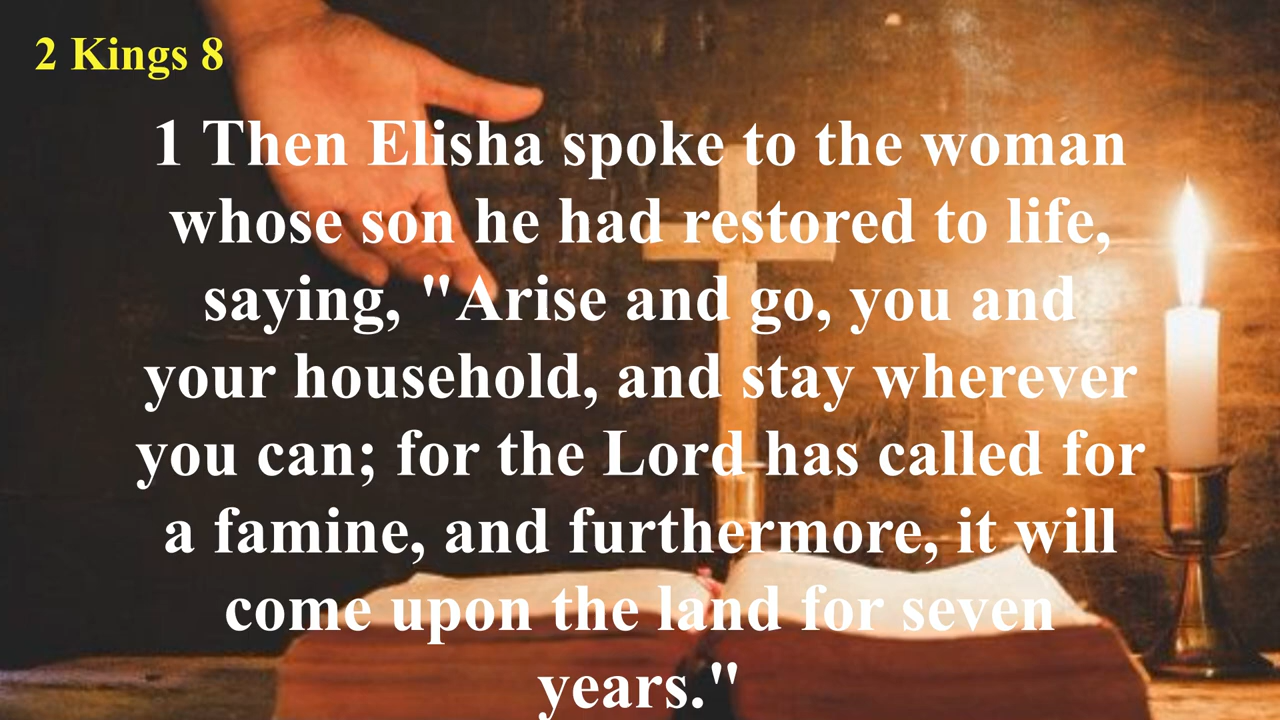 2 Kings 8
1 Then Elisha spoke to the woman
whose son he had restored to life,
saying, "Arise and go, you and
your household, and stay wherever
you can; for the Lord has called for
a famine, and furthermore, it will
come upon the land for seven
years."